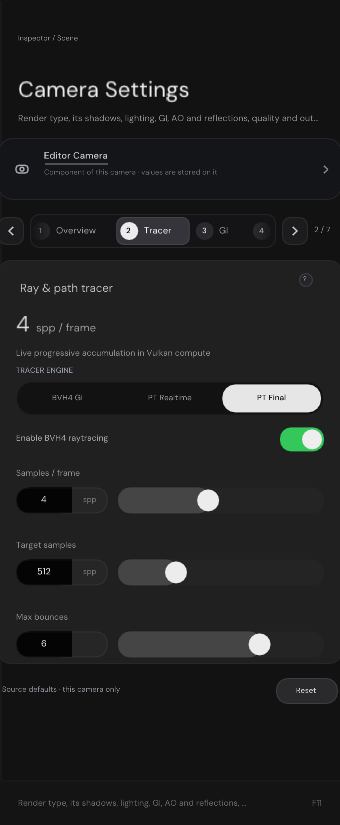 Inspector / Scene
Camera Settings
Render type, its shadows, lighting, GI, AO and reflections, quality and out...
Editor Camera
Component of this camera · values are stored on it
1 Overview 2 Tracer 3 GI 4 2 / 7
Ray & path tracer ?
4 spp / frame
Live progressive accumulation in Vulkan compute
TRACER ENGINE
BVH4 GI PT Realtime PT Final
Enable BVH4 raytracing
Samples / frame
4 spp
Target samples
512 spp
Max bounces
6
Source defaults · this camera only Reset
Render type, its shadows, lighting, GI, AO and reflections, ... F11